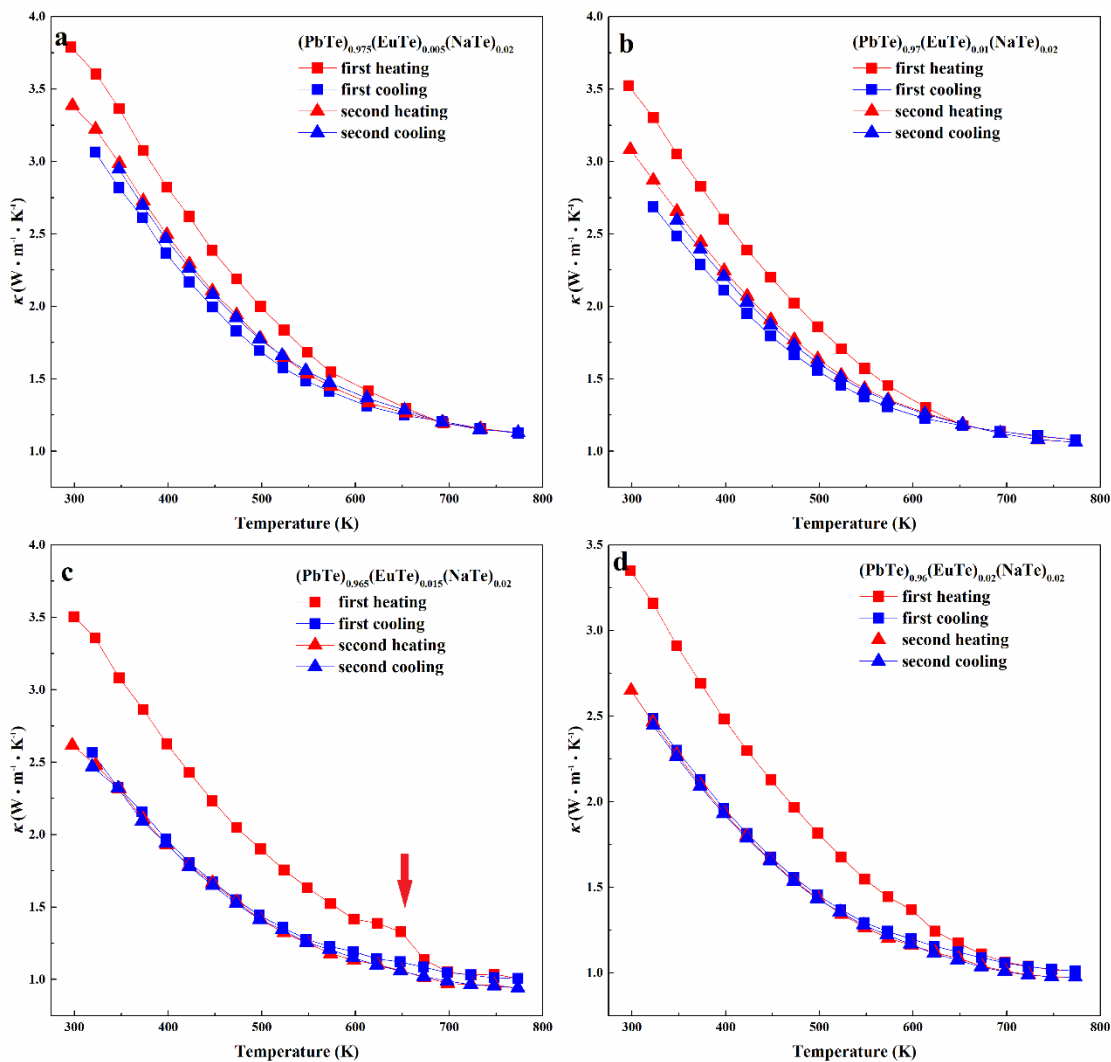 a
(PbTe)0.975(EuTe)0.005(NaTe)0.02
first heating
first cooling
second heating
second cooling
κ (W · m⁻¹ · K⁻¹)
4.0
3.5
3.0
2.5
2.0
1.5
1.0
300 400 500 600 700 800
Temperature (K)
b
(PbTe)0.97(EuTe)0.01(NaTe)0.02
first heating
first cooling
second heating
second cooling
κ (W · m⁻¹ · K⁻¹)
4.0
3.5
3.0
2.5
2.0
1.5
1.0
300 400 500 600 700 800
Temperature (K)
c
(PbTe)0.965(EuTe)0.015(NaTe)0.02
first heating
first cooling
second heating
second cooling
κ (W · m⁻¹ · K⁻¹)
4.0
3.5
3.0
2.5
2.0
1.5
1.0
300 400 500 600 700 800
Temperature (K)
d
(PbTe)0.96(EuTe)0.02(NaTe)0.02
first heating
first cooling
second heating
second cooling
κ (W · m⁻¹ · K⁻¹)
3.5
3.0
2.5
2.0
1.5
1.0
300 400 500 600 700 800
Temperature (K)